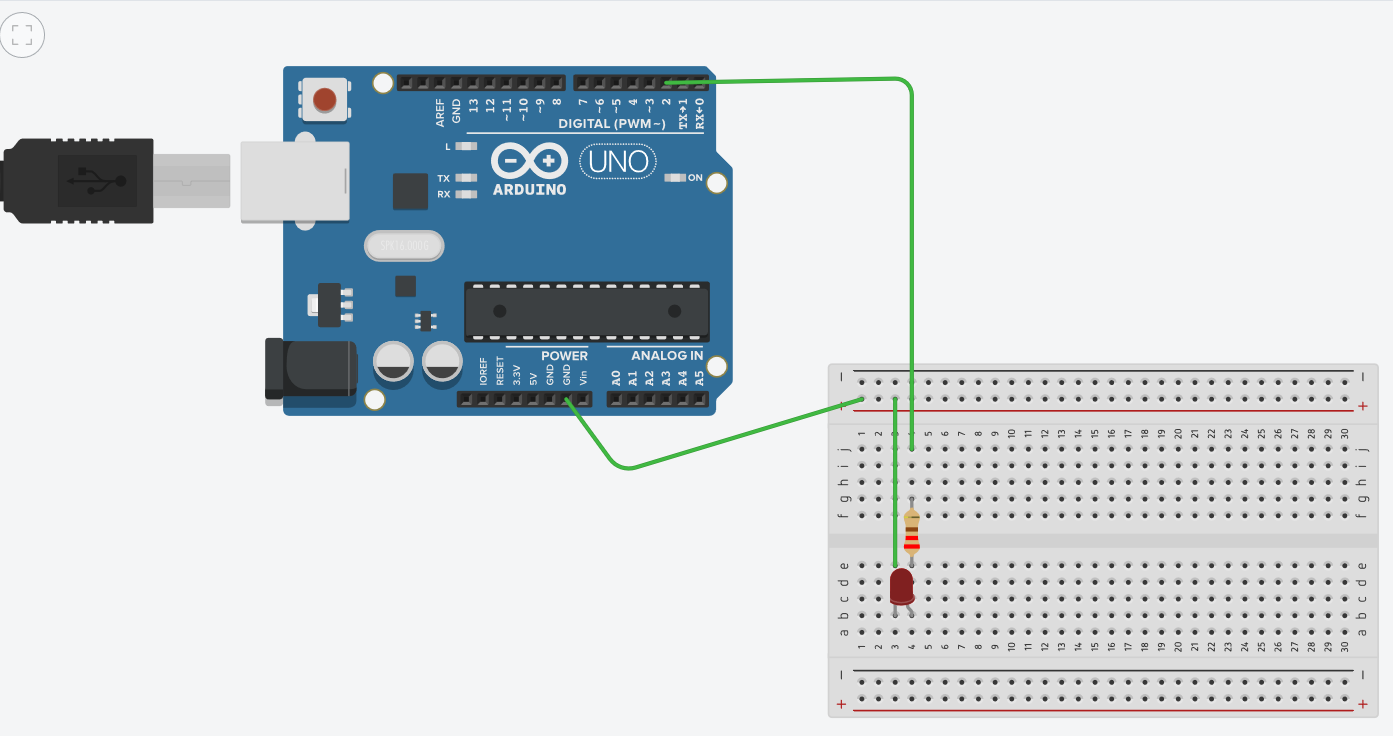 AREF
GND
13
12
~11
~10
~9
8
7
~6
~5
4
~3
2
TX→1
RX←0
DIGITAL (PWM~)
L
TX
RX
ARDUINO
UNO
ON
POWER
ANALOG IN
IOREF
RESET
3.3V
5V
GND
GND
Vin
A0
A1
A2
A3
A4
A5
1 2 3 4 5 6 7 8 9 10 11 12 13 14 15 16 17 18 19 20 21 22 23 24 25 26 27 28 29 30
j j
i i
h h
g g
f f
e e
d d
c c
b b
a a
1 2 3 4 5 6 7 8 9 10 11 12 13 14 15 16 17 18 19 20 21 22 23 24 25 26 27 28 29 30